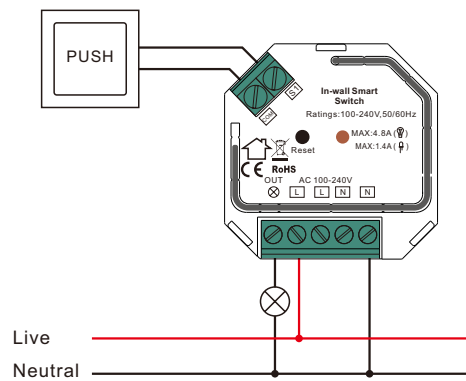 PUSH
S1
COM
In-wall Smart
Switch
Ratings:100-240V,50/60Hz
MAX:4.8A ( )
MAX:1.4A ( )
Reset
CE RoHS
OUT AC 100-240V
L L N N
Live
Neutral